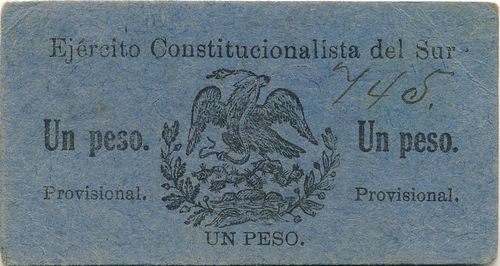 Ejército Constitucionalista del Sur
745.
Un peso. Un peso.
Provisional. Provisional.
UN PESO.